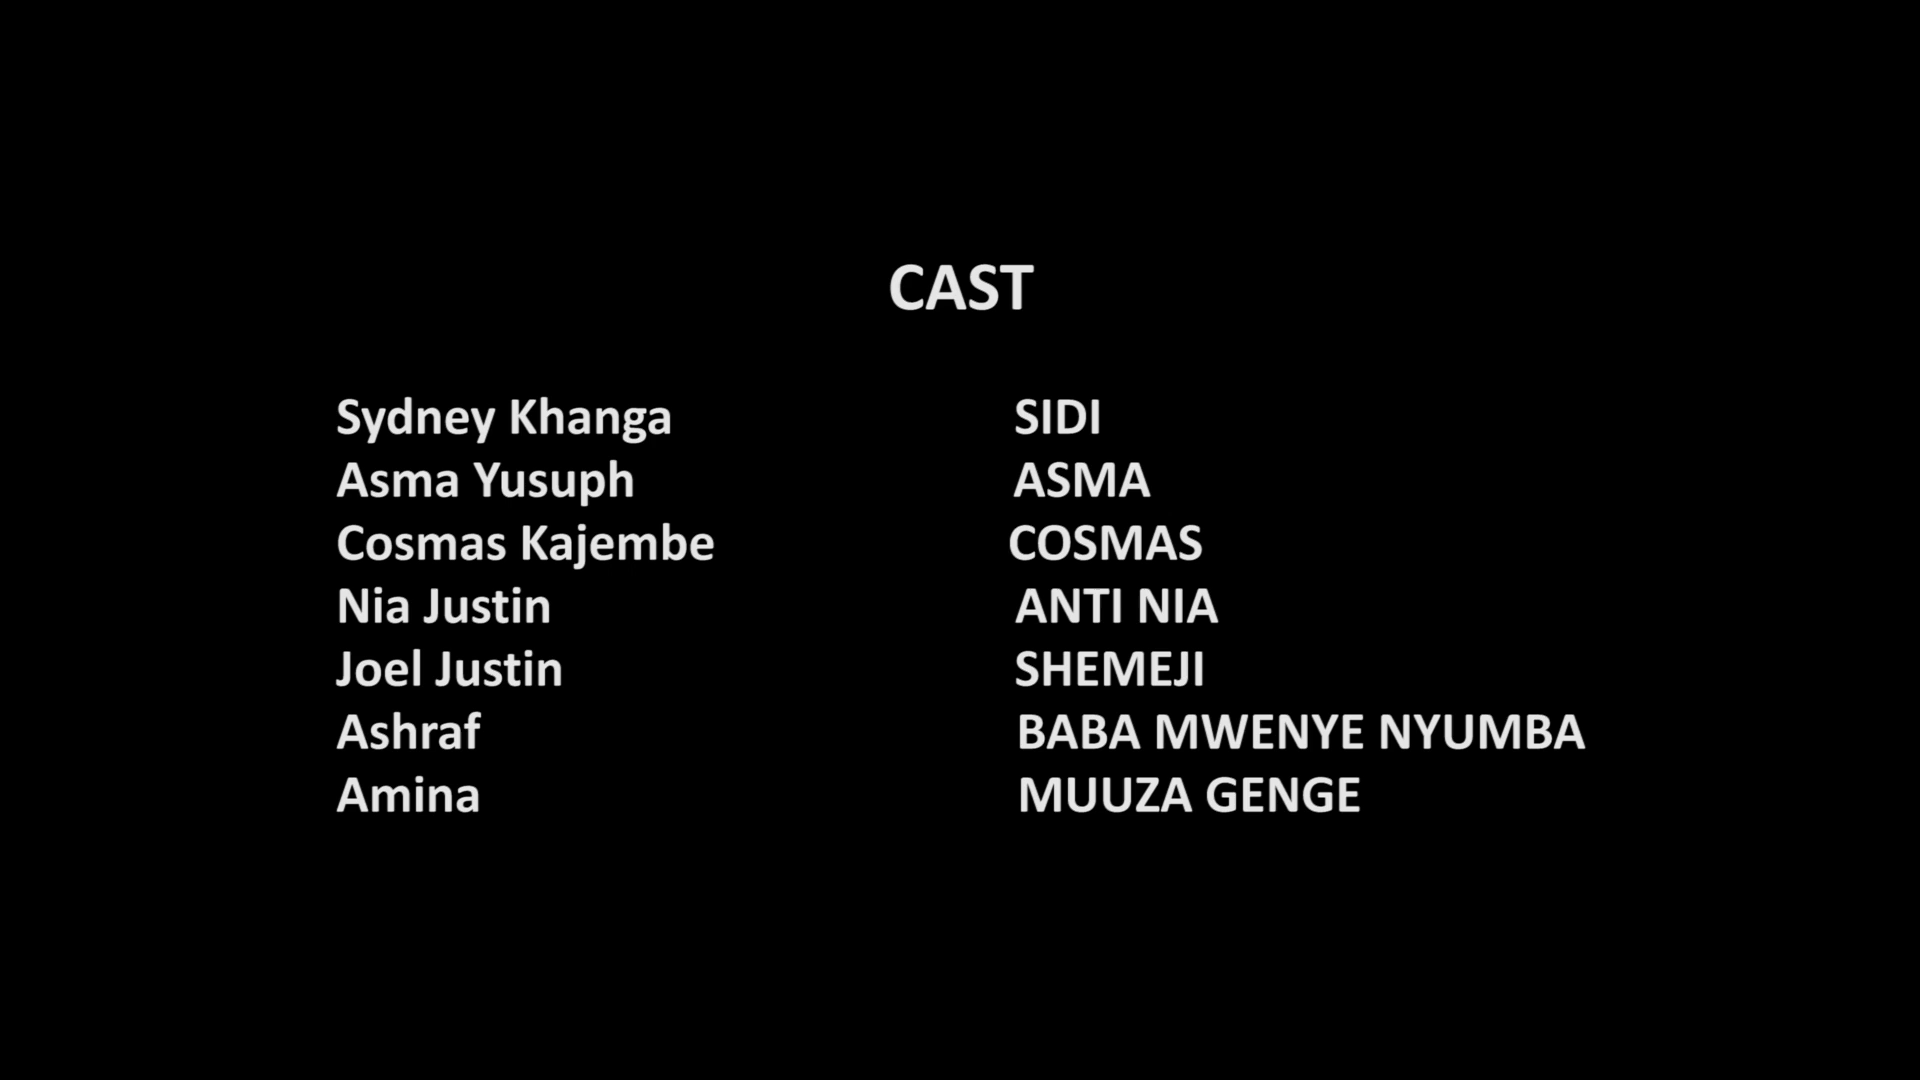 CAST
Sydney Khanga SIDI
Asma Yusuph ASMA
Cosmas Kajembe COSMAS
Nia Justin ANTI NIA
Joel Justin SHEMEJI
Ashraf BABA MWENYE NYUMBA
Amina MUUZA GENGE